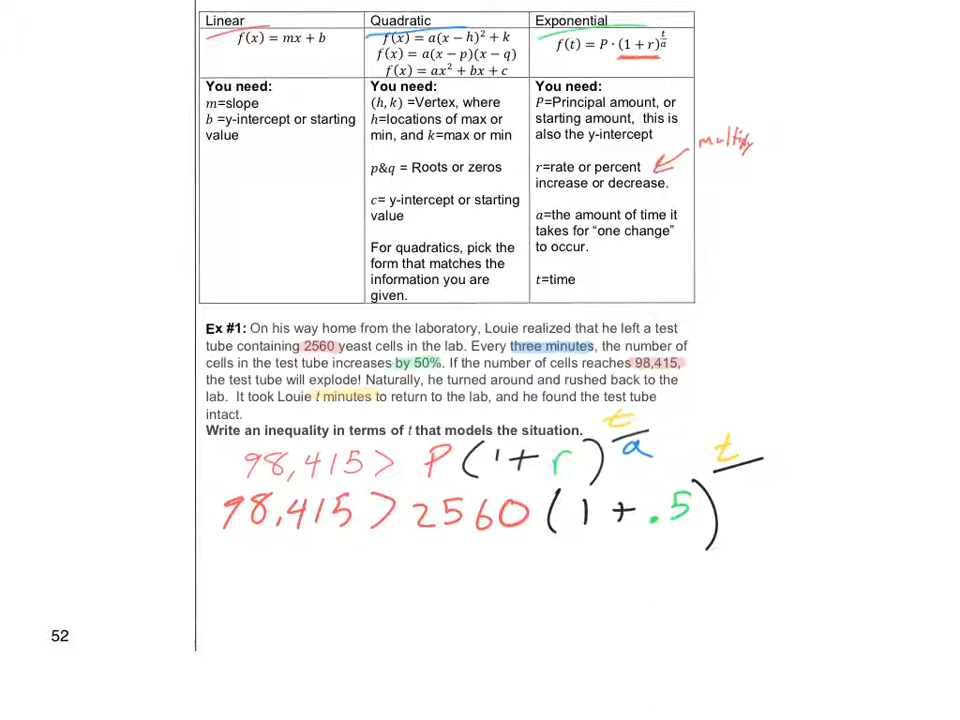 Linear
f(x) = mx + b
You need:
m=slope
b =y-intercept or starting
value
Quadratic
f(x) = a(x − h)² + k
f(x) = a(x − p)(x − q)
f(x) = ax² + bx + c
You need:
(h, k) =Vertex, where
h=locations of max or
min, and k=max or min
p&q = Roots or zeros
c= y-intercept or starting
value
For quadratics, pick the
form that matches the
information you are
given.
Exponential
f(t) = P · (1 + r)^(t/a)
You need:
P=Principal amount, or
starting amount, this is
also the y-intercept
r=rate or percent
increase or decrease.
a=the amount of time it
takes for “one change”
to occur.
t=time
multiply
Ex #1: On his way home from the laboratory, Louie realized that he left a test
tube containing 2560 yeast cells in the lab. Every three minutes, the number of
cells in the test tube increases by 50%. If the number of cells reaches 98,415,
the test tube will explode! Naturally, he turned around and rushed back to the
lab. It took Louie t minutes to return to the lab, and he found the test tube
intact.
Write an inequality in terms of t that models the situation.
98,415 > P(1+r)^(t/a)
98,415 > 2560(1+.5)^t
52